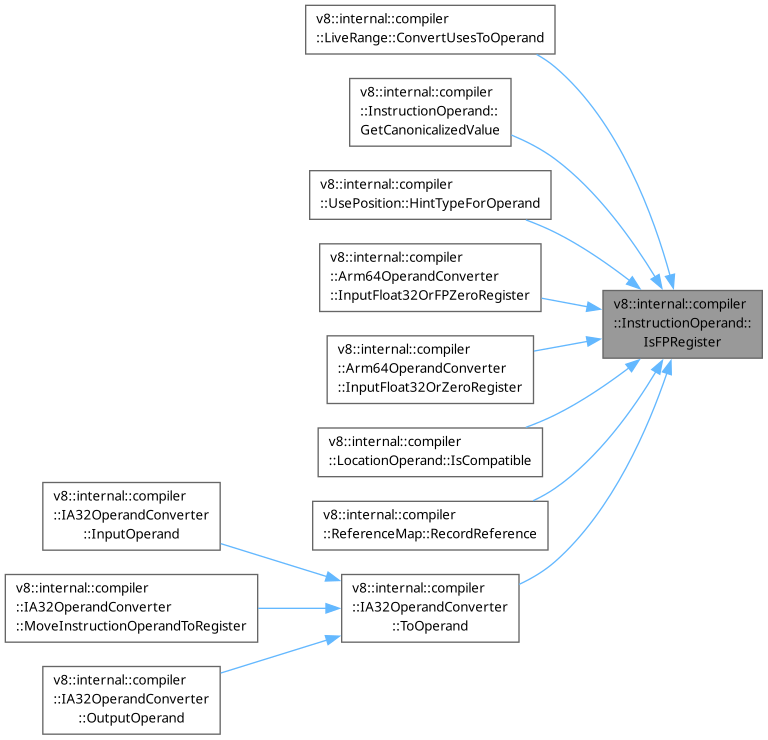 v8::internal::compiler
::LiveRange::ConvertUsesToOperand
v8::internal::compiler
::InstructionOperand::
GetCanonicalizedValue
v8::internal::compiler
::UsePosition::HintTypeForOperand
v8::internal::compiler
::Arm64OperandConverter
::InputFloat32OrFPZeroRegister
v8::internal::compiler
::InstructionOperand::
IsFPRegister
v8::internal::compiler
::Arm64OperandConverter
::InputFloat32OrZeroRegister
v8::internal::compiler
::LocationOperand::IsCompatible
v8::internal::compiler
::ReferenceMap::RecordReference
v8::internal::compiler
::IA32OperandConverter
::InputOperand
v8::internal::compiler
::IA32OperandConverter
::MoveInstructionOperandToRegister
v8::internal::compiler
::IA32OperandConverter
::ToOperand
v8::internal::compiler
::IA32OperandConverter
::OutputOperand